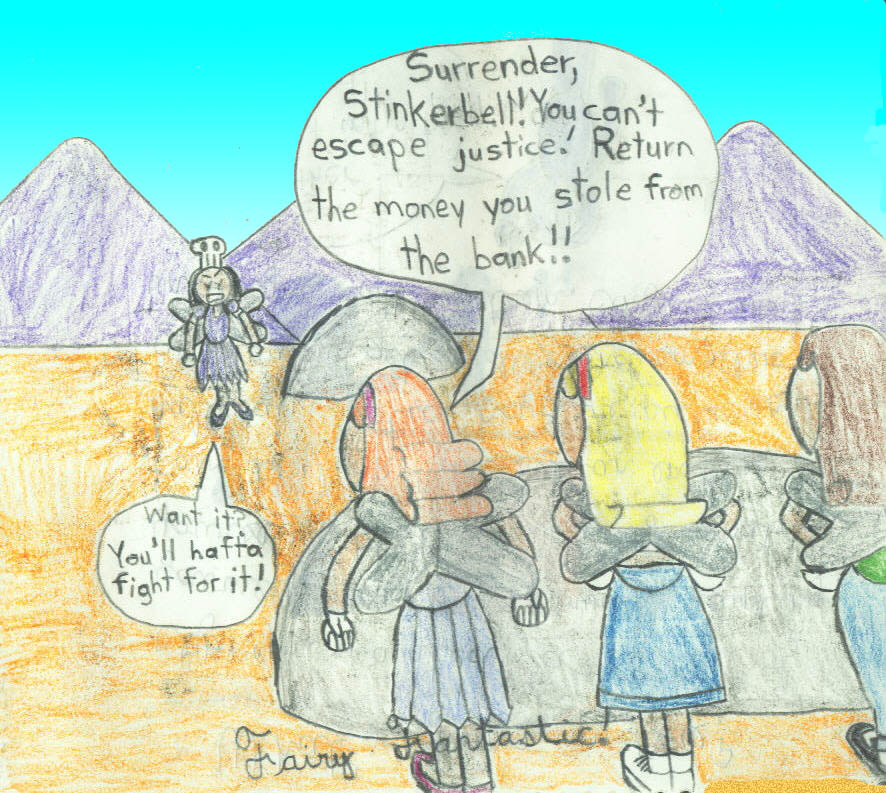 Surrender,
Stinkerbell! You can't
escape justice! Return
the money you stole from
the bank!!
Want it?
You'll hafta
fight for it!
Fairy Fantastic!